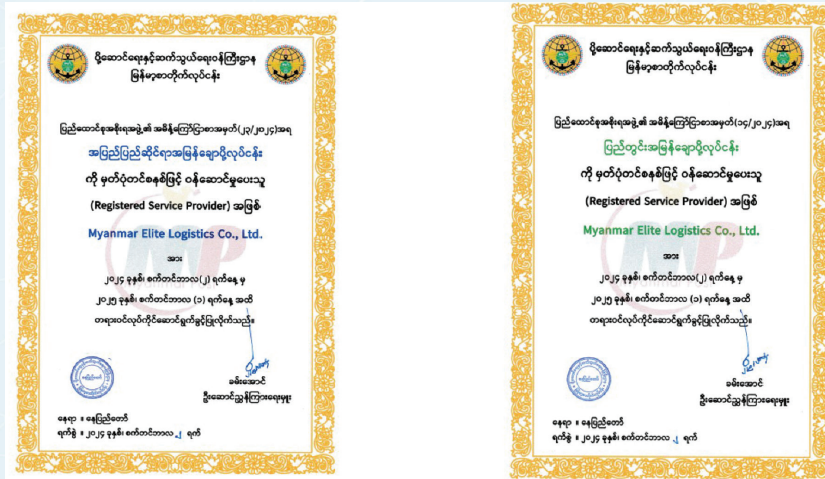 ပို့ဆောင်ရေးနှင့်ဆက်သွယ်ရေးဝန်ကြီးဌာန
မြန်မာ့စာတိုက်လုပ်ငန်း
ပြည်ထောင်စုအစိုးရအဖွဲ့၏ အမိန့်ကြော်ငြာစာအမှတ်(၂၃/၂၀၂၄)အရ
အပြည်ပြည်ဆိုင်ရာအမြန်ချောပို့လုပ်ငန်း
ကို မှတ်ပုံတင်စနစ်ဖြင့် ဝန်ဆောင်မှုပေးသူ
(Registered Service Provider) အဖြစ်
Myanmar Elite Logistics Co., Ltd.
အား
၂၀၂၄ ခုနှစ်၊ စက်တင်ဘာလ(၂) ရက်နေ့ မှ
၂၀၂၅ ခုနှစ်၊ စက်တင်ဘာလ (၁) ရက်နေ့ အထိ
တရားဝင်လုပ်ကိုင်ဆောင်ရွက်ခွင့်ပြုလိုက်သည်။
ခမ်းအောင်
ဦးဆောင်ညွှန်ကြားရေးမှူး
နေရာ ။ နေပြည်တော်
ရက်စွဲ ။ ၂၀၂၄ ခုနှစ်၊ စက်တင်ဘာလ ၂ ရက်
ပို့ဆောင်ရေးနှင့်ဆက်သွယ်ရေးဝန်ကြီးဌာန
မြန်မာ့စာတိုက်လုပ်ငန်း
ပြည်ထောင်စုအစိုးရအဖွဲ့၏ အမိန့်ကြော်ငြာစာအမှတ်(၁၄/၂၀၂၄)အရ
ပြည်တွင်းအမြန်ချောပို့လုပ်ငန်း
ကို မှတ်ပုံတင်စနစ်ဖြင့် ဝန်ဆောင်မှုပေးသူ
(Registered Service Provider) အဖြစ်
Myanmar Elite Logistics Co., Ltd.
အား
၂၀၂၄ ခုနှစ်၊ စက်တင်ဘာလ(၂) ရက်နေ့ မှ
၂၀၂၅ ခုနှစ်၊ စက်တင်ဘာလ (၁) ရက်နေ့ အထိ
တရားဝင်လုပ်ကိုင်ဆောင်ရွက်ခွင့်ပြုလိုက်သည်။
ခမ်းအောင်
ဦးဆောင်ညွှန်ကြားရေးမှူး
နေရာ ။ နေပြည်တော်
ရက်စွဲ ။ ၂၀၂၄ ခုနှစ်၊ စက်တင်ဘာလ ၂ ရက်